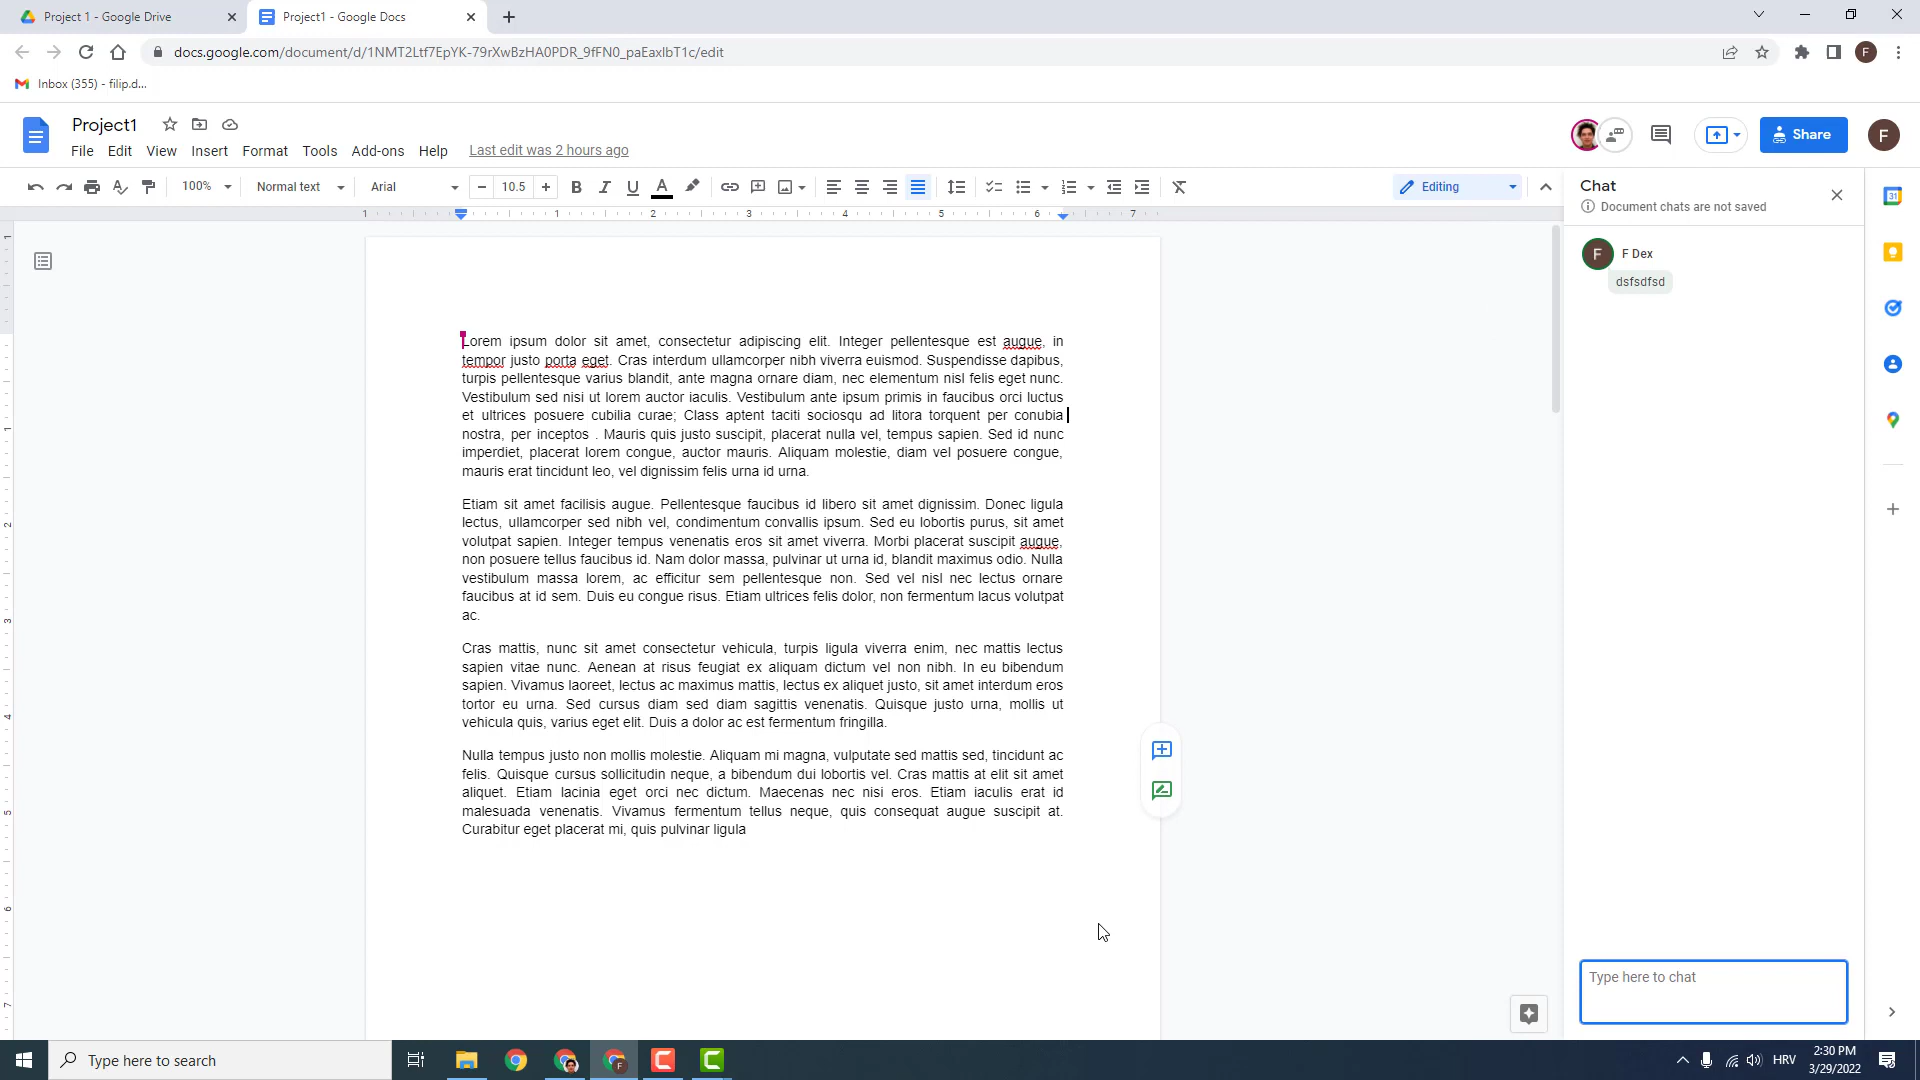 Project 1 - Google Drive
Project1 - Google Docs
docs.google.com/document/d/1NMT2Ltf7EpYK-79rXwBzHA0PDR_9fFN0_paEaxlbT1c/edit
F
Inbox (355) - filip.d...
Project1
File Edit View Insert Format Tools Add-ons Help Last edit was 2 hours ago
Share
F
100% Normal text Arial 10.5 B I U A Editing
Chat
Document chats are not saved
31
1 1 2 3 4 5 6 7
F F Dex
dsfsdfsd
Lorem ipsum dolor sit amet, consectetur adipiscing elit. Integer pellentesque est augue, in
tempor justo porta eget. Cras interdum ullamcorper nibh viverra euismod. Suspendisse dapibus,
turpis pellentesque varius blandit, ante magna ornare diam, nec elementum nisl felis eget nunc.
Vestibulum sed nisi ut lorem auctor iaculis. Vestibulum ante ipsum primis in faucibus orci luctus
et ultrices posuere cubilia curae; Class aptent taciti sociosqu ad litora torquent per conubia
nostra, per inceptos . Mauris quis justo suscipit, placerat nulla vel, tempus sapien. Sed id nunc
imperdiet, placerat lorem congue, auctor mauris. Aliquam molestie, diam vel posuere congue,
mauris erat tincidunt leo, vel dignissim felis urna id urna.
Etiam sit amet facilisis augue. Pellentesque faucibus id libero sit amet dignissim. Donec ligula
lectus, ullamcorper sed nibh vel, condimentum convallis ipsum. Sed eu lobortis purus, sit amet
volutpat sapien. Integer tempus venenatis eros sit amet viverra. Morbi placerat suscipit augue,
non posuere tellus faucibus id. Nam dolor massa, pulvinar ut urna id, blandit maximus odio. Nulla
vestibulum massa lorem, ac efficitur sem pellentesque non. Sed vel nisl nec lectus ornare
faucibus at id sem. Duis eu congue risus. Etiam ultrices felis dolor, non fermentum lacus volutpat
ac.
Cras mattis, nunc sit amet consectetur vehicula, turpis ligula viverra enim, nec mattis lectus
sapien vitae nunc. Aenean at risus feugiat ex aliquam dictum vel non nibh. In eu bibendum
sapien. Vivamus laoreet, lectus ac maximus mattis, lectus ex aliquet justo, sit amet interdum eros
tortor eu urna. Sed cursus diam sed diam sagittis venenatis. Quisque justo urna, mollis ut
vehicula quis, varius eget elit. Duis a dolor ac est fermentum fringilla.
Nulla tempus justo non mollis molestie. Aliquam mi magna, vulputate sed mattis sed, tincidunt ac
felis. Quisque cursus sollicitudin neque, a bibendum dui lobortis vel. Cras mattis at elit sit amet
aliquet. Etiam lacinia eget orci nec dictum. Maecenas nec nisi eros. Etiam iaculis erat id
malesuada venenatis. Vivamus fermentum tellus neque, quis consequat augue suscipit at.
Curabitur eget placerat mi, quis pulvinar ligula
1
1
2
3
4
5
6
7
Type here to chat
Type here to search
HRV
2:30 PM
3/29/2022